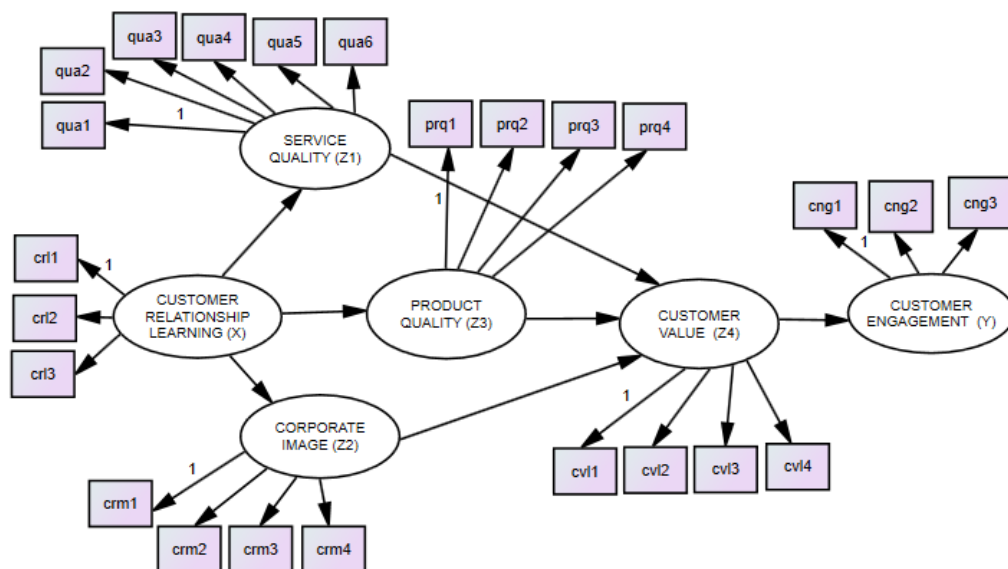 qua3
qua4
qua5
qua6
qua2
qua1
1
SERVICE
QUALITY (Z1)
prq1
prq2
prq3
prq4
1
cng1
cng2
cng3
1
crl1
1
crl2
crl3
CUSTOMER
RELATIONSHIP
LEARNING (X)
PRODUCT
QUALITY (Z3)
CUSTOMER
VALUE (Z4)
CUSTOMER
ENGAGEMENT (Y)
CORPORATE
IMAGE (Z2)
1
crm1
crm2
crm3
crm4
1
cvl1
cvl2
cvl3
cvl4